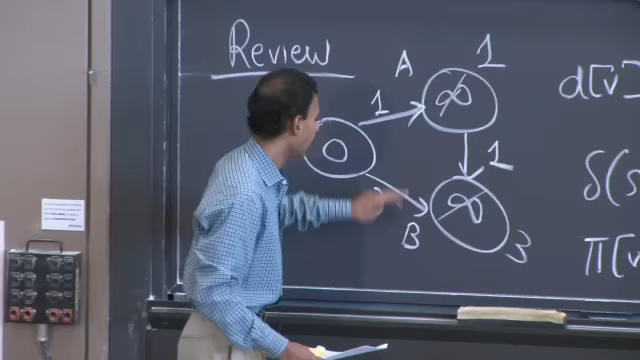 Review
A
1
d[v]
1
0
∞
1
δ(s
∞
B
3
π[v